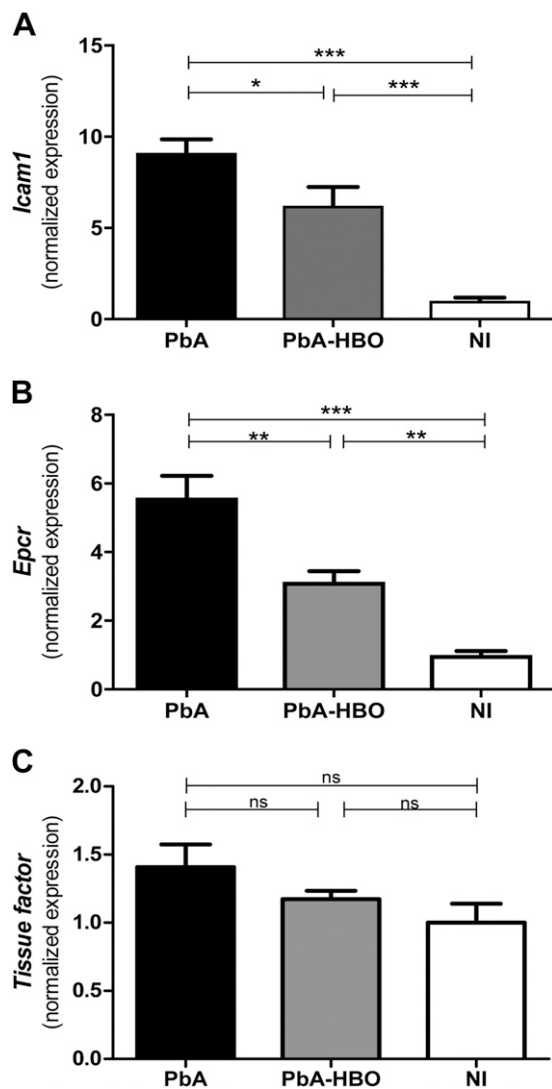 A
Icam1
(normalized expression)
15
10
5
0
***
*
***
PbA
PbA-HBO
NI
B
Epcr
(normalized expression)
8
6
4
2
0
***
**
**
PbA
PbA-HBO
NI
C
Tissue factor
(normalized expression)
2.0
1.5
1.0
0.5
0.0
ns
ns
ns
PbA
PbA-HBO
NI